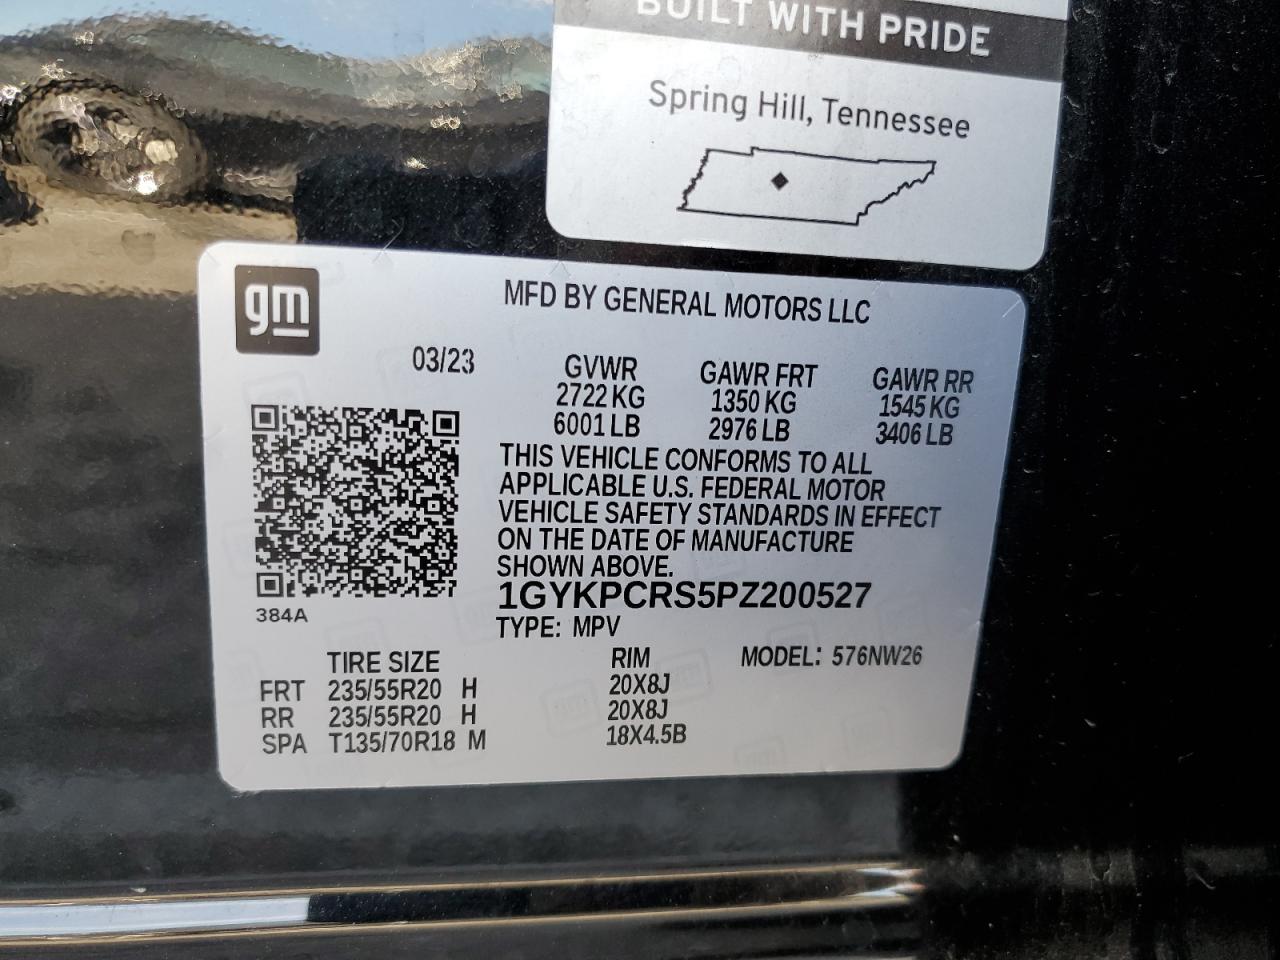 BUILT WITH PRIDE
Spring Hill, Tennessee
gm
MFD BY GENERAL MOTORS LLC
03/23
GVWR GAWR FRT GAWR RR
2722 KG 1350 KG 1545 KG
6001 LB 2976 LB 3406 LB
THIS VEHICLE CONFORMS TO ALL
APPLICABLE U.S. FEDERAL MOTOR
VEHICLE SAFETY STANDARDS IN EFFECT
ON THE DATE OF MANUFACTURE
SHOWN ABOVE.
1GYKPCRS5PZ200527
384A
TYPE: MPV
TIRE SIZE RIM MODEL: 576NW26
FRT 235/55R20 H 20X8J
RR 235/55R20 H 20X8J
SPA T135/70R18 M 18X4.5B